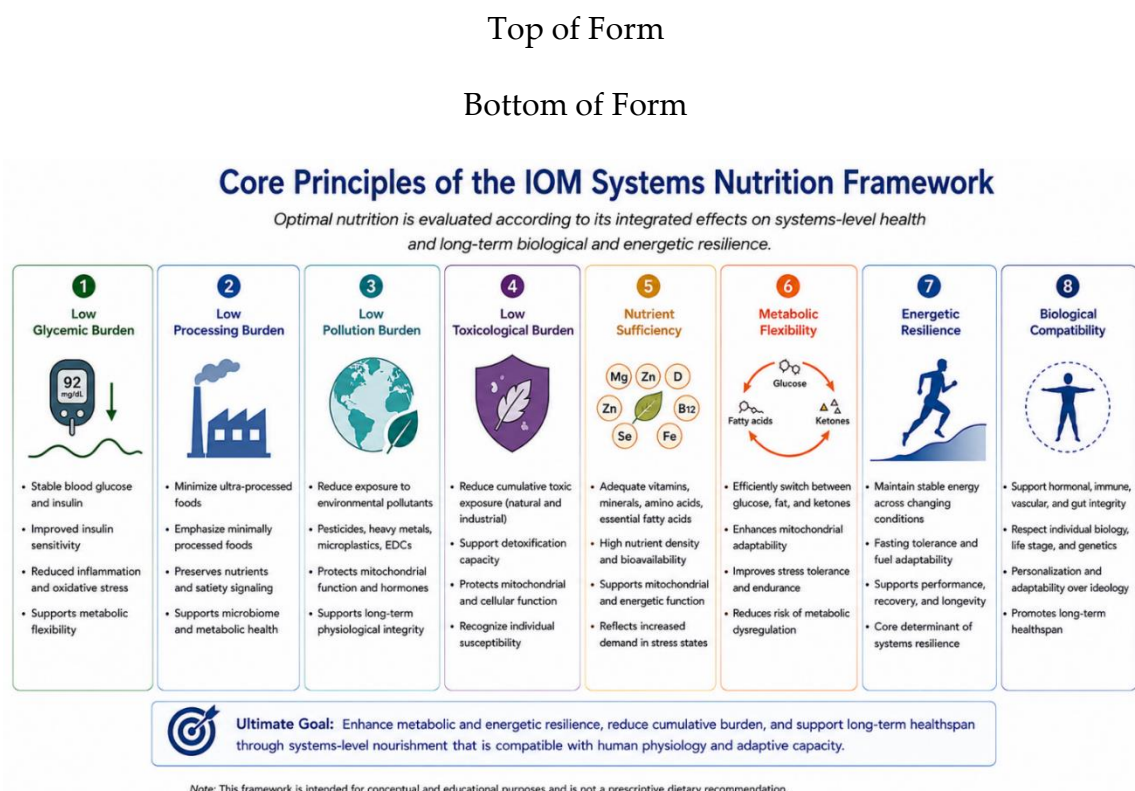 Top of Form
Bottom of Form
Core Principles of the IOM Systems Nutrition Framework
Optimal nutrition is evaluated according to its integrated effects on systems-level health
and long-term biological and energetic resilience.
1
Low
Glycemic Burden
92
mg/dL
• Stable blood glucose
and insulin
• Improved insulin
sensitivity
• Reduced inflammation
and oxidative stress
• Supports metabolic
flexibility
2
Low
Processing Burden
• Minimize ultra-processed
foods
• Emphasize minimally
processed foods
• Preserves nutrients
and satiety signaling
• Supports microbiome
and metabolic health
3
Low
Pollution Burden
• Reduce exposure to
environmental pollutants
• Pesticides, heavy metals,
microplastics, EDCs
• Protects mitochondrial
function and hormones
• Supports long-term
physiological integrity
4
Low
Toxicological Burden
• Reduce cumulative toxic
exposure (natural and
industrial)
• Support detoxification
capacity
• Protects mitochondrial
and cellular function
• Recognize individual
susceptibility
5
Nutrient
Sufficiency
Mg Zn D
Zn B12
Se Fe
• Adequate vitamins,
minerals, amino acids,
essential fatty acids
• High nutrient density
and bioavailability
• Supports mitochondrial
and energetic function
• Reflects increased
demand in stress states
6
Metabolic
Flexibility
Glucose
Fatty acids Ketones
• Efficiently switch between
glucose, fat, and ketones
• Enhances mitochondrial
adaptability
• Improves stress tolerance
and endurance
• Reduces risk of metabolic
dysregulation
7
Energetic
Resilience
• Maintain stable energy
across changing
conditions
• Fasting tolerance and
fuel adaptability
• Supports performance,
recovery, and longevity
• Core determinant of
systems resilience
8
Biological
Compatibility
• Support hormonal, immune,
vascular, and gut integrity
• Respect individual biology,
life stage, and genetics
• Personalization and
adaptability over ideology
• Promotes long-term
healthspan
Ultimate Goal: Enhance metabolic and energetic resilience, reduce cumulative burden, and support long-term healthspan
through systems-level nourishment that is compatible with human physiology and adaptive capacity.
Note: This framework is intended for conceptual and educational purposes and is not a prescriptive dietary recommendation.